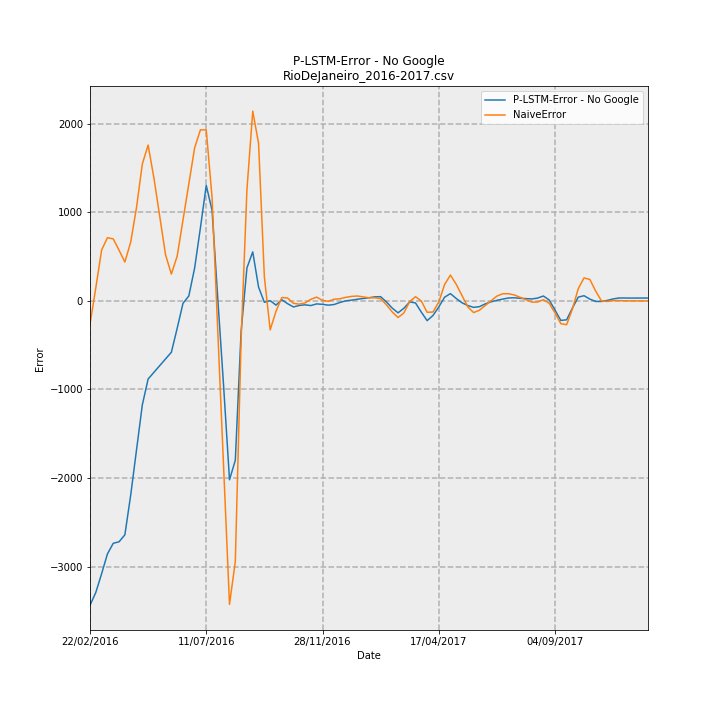 P-LSTM-Error - No Google
RioDeJaneiro_2016-2017.csv
P-LSTM-Error - No Google
NaiveError
2000
1000
0
−1000
−2000
−3000
Error
22/02/2016
11/07/2016
28/11/2016
17/04/2017
04/09/2017
Date